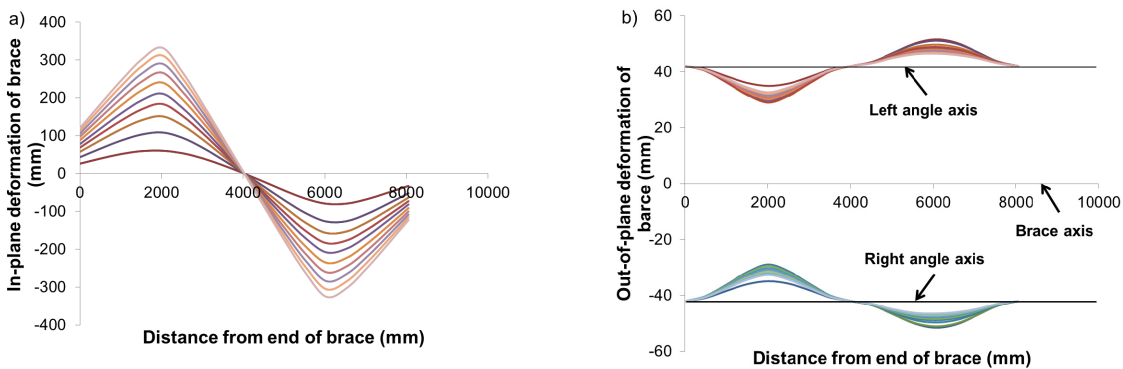 a)
In-plane deformation of brace
(mm)
400
300
200
100
0
-100
-200
-300
-400
0
2000
4000
6000
8000
10000
Distance from end of brace (mm)
b)
Out-of-plane deformation of
barce (mm)
60
40
20
0
-20
-40
-60
0
2000
4000
6000
8000
10000
Left angle axis
Brace axis
Right angle axis
Distance from end of brace (mm)